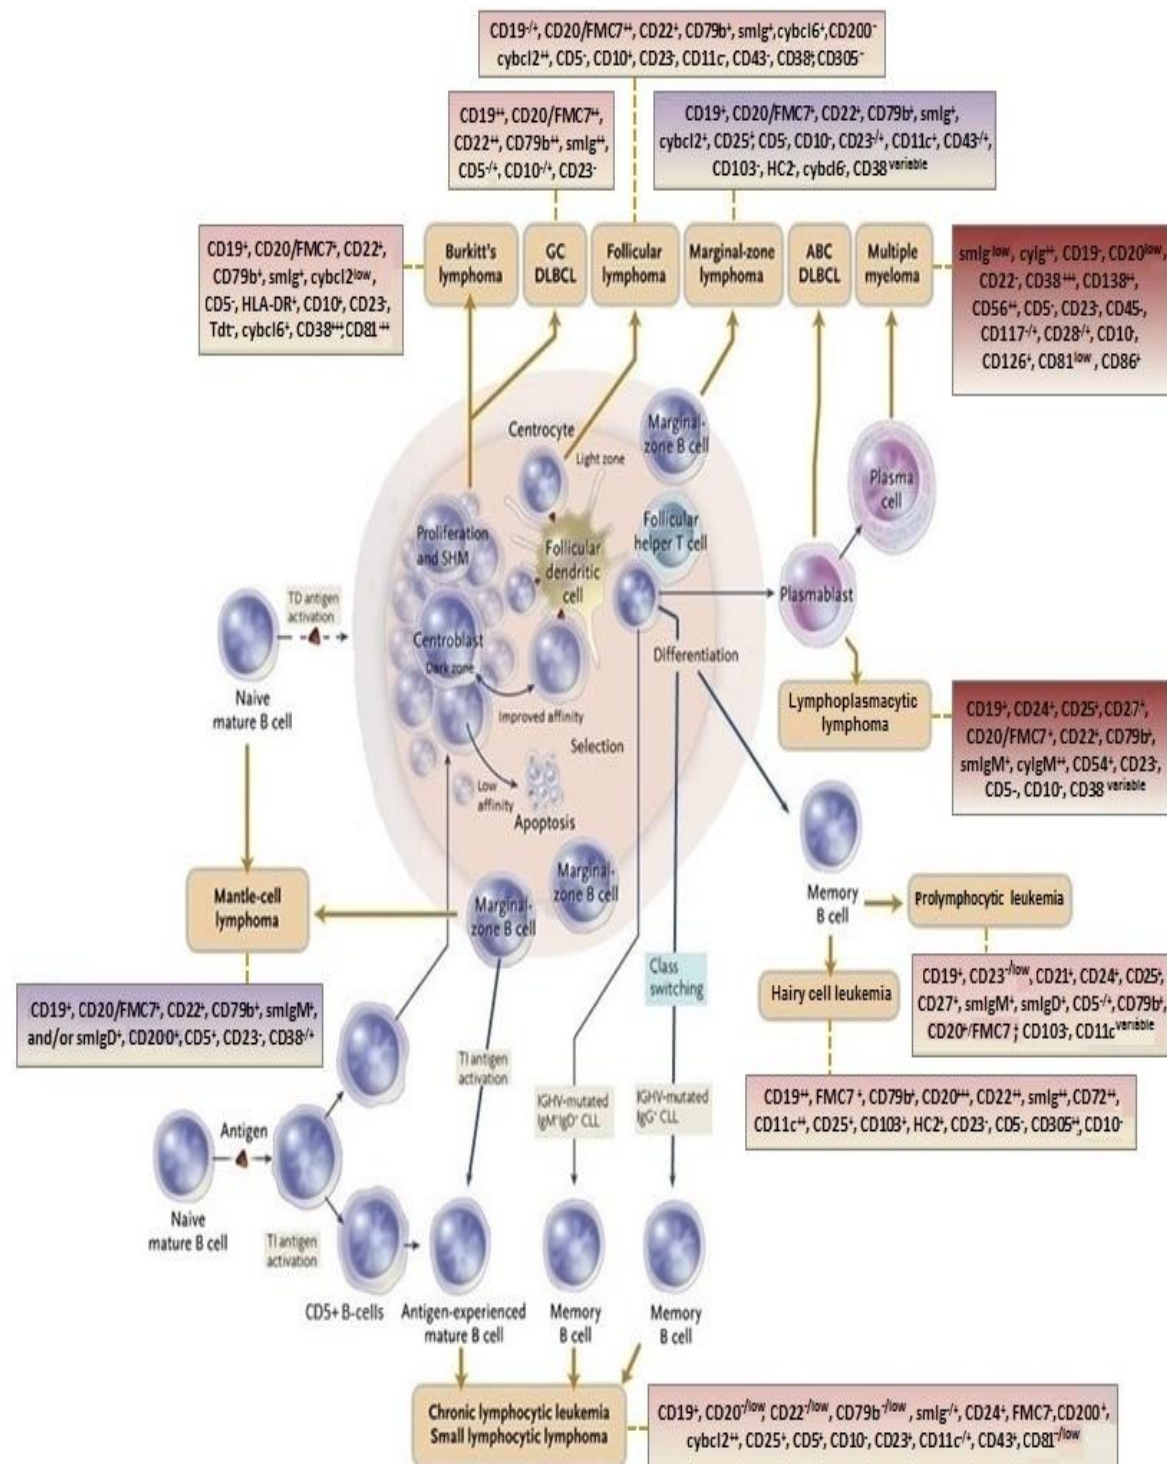 CD19⁻/⁺, CD20/FMC7⁺⁺, CD22⁺, CD79b⁺, smIg⁺,cybcl6⁺,CD200⁻
cybcl2⁺⁺, CD5⁻, CD10⁺, CD23⁻, CD11c⁻, CD43⁻, CD38⁺,CD305⁻
CD19⁺⁺, CD20/FMC7⁺⁺,
CD22⁺⁺, CD79b⁺⁺, smIg⁺⁺,
CD5⁻/⁺, CD10⁻/⁺, CD23⁻
CD19⁺, CD20/FMC7⁺, CD22⁺, CD79b⁺, smIg⁺,
cybcl2⁺, CD25⁺, CD5⁻, CD10⁻, CD23⁻/⁺, CD11c⁺, CD43⁻/⁺,
CD103⁻, HC2⁻, cybcl6⁻, CD38 variable
CD19⁺, CD20/FMC7⁺, CD22⁺,
CD79b⁺, smIg⁺, cybcl2low,
CD5⁻, HLA-DR⁺, CD10⁺, CD23⁻,
Tdt⁻, cybcl6⁺, CD38⁺⁺⁺,CD81⁺⁺⁺
Burkitt's
lymphoma
GC
DLBCL
Follicular
lymphoma
Marginal-zone
lymphoma
ABC
DLBCL
Multiple
myeloma
smIg low, cyIg⁺⁺, CD19⁻, CD20low,
CD22⁻, CD38⁺⁺⁺, CD138⁺⁺,
CD56⁺⁺, CD5⁻, CD23⁻, CD45-,
CD117⁻/⁺, CD28⁻/⁺, CD10⁻,
CD126⁺, CD81low, CD86⁺
Centrocyte
Light zone
Marginal-
zone B cell
Proliferation
and SHM
Follicular
dendritic
cell
Follicular
helper T cell
Plasma
cell
Plasmablast
TD antigen
activation
Centroblast
Dark zone
Differentiation
Naive
mature B cell
Improved affinity
Selection
Low
affinity
Apoptosis
Lymphoplasmacytic
lymphoma
CD19⁺, CD24⁺, CD25⁺,CD27⁺,
CD20/FMC7⁺, CD22⁺, CD79b⁺,
smIgM⁺, cyIgM⁺⁺, CD54⁺, CD23⁻,
CD5-, CD10⁻, CD38 variable
Mantle-cell
lymphoma
Marginal-
zone B cell
Marginal-
zone B cell
Memory
B cell
Prolymphocytic leukemia
Class
switching
Hairy cell leukemia
CD19⁺, CD23⁻/low, CD21⁺, CD24⁺, CD25⁺,
CD27⁺, smIgM⁺, smIgD⁺, CD5⁻/⁺, CD79b⁺,
CD20⁺/FMC7⁺; CD103⁻, CD11cvariable
CD19⁺, CD20/FMC7⁺, CD22⁺, CD79b⁺, smIgM⁺,
and/or smIgD⁺, CD200⁺,CD5⁺, CD23⁻, CD38⁻/⁺
TI antigen
activation
IGHV-mutated
IgM⁺IgD⁺ CLL
IGHV-mutated
IgG⁺ CLL
CD19⁺⁺, FMC7⁺, CD79b⁺, CD20⁺⁺⁺, CD22⁺⁺, smIg⁺⁺, CD72⁺⁺,
CD11c⁺⁺, CD25⁺, CD103⁺, HC2⁺, CD23⁻, CD5⁻, CD305⁺⁺, CD10⁻
Antigen
Naive
mature B cell
TI antigen
activation
CD5+ B-cells
Antigen-experienced
mature B cell
Memory
B cell
Memory
B cell
Chronic lymphocytic leukemia
Small lymphocytic lymphoma
CD19⁺, CD20⁻/low, CD22⁻/low, CD79b⁻/low, smIg⁻/⁺, CD24⁺, FMC7⁻,CD200⁺,
cybcl2⁺⁺, CD25⁺, CD5⁺, CD10⁻, CD23⁺, CD11c⁻/⁺, CD43⁺, CD81⁻/low